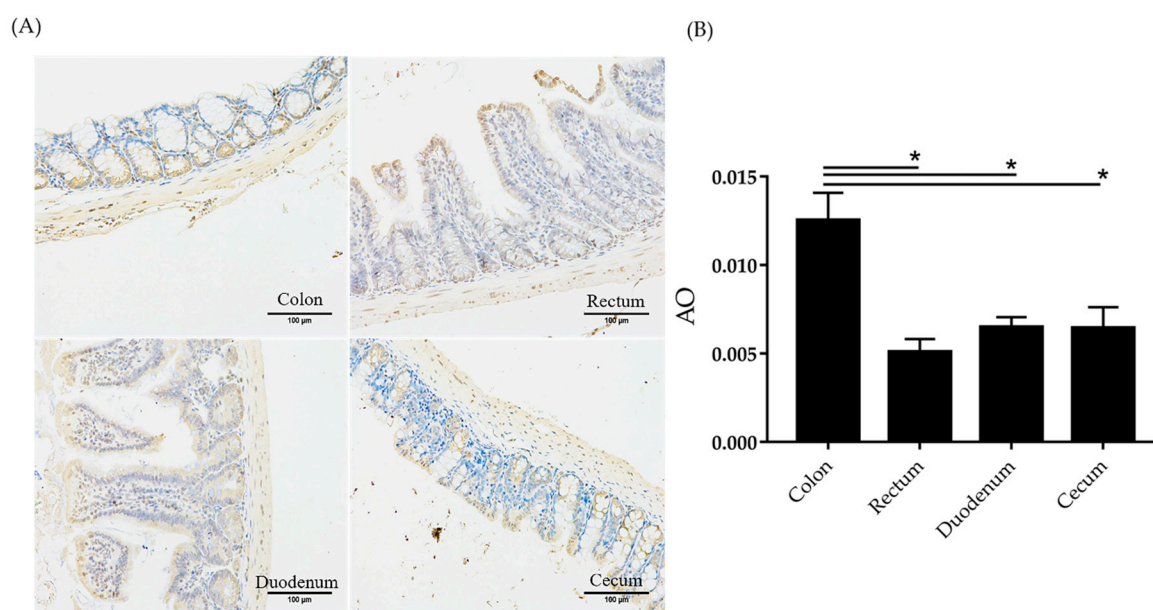 (A)
(B)
Colon
100 μm
Rectum
100 μm
Duodenum
100 μm
Cecum
100 μm
* * *
AO
0.015
0.010
0.005
0.000
Colon
Rectum
Duodenum
Cecum